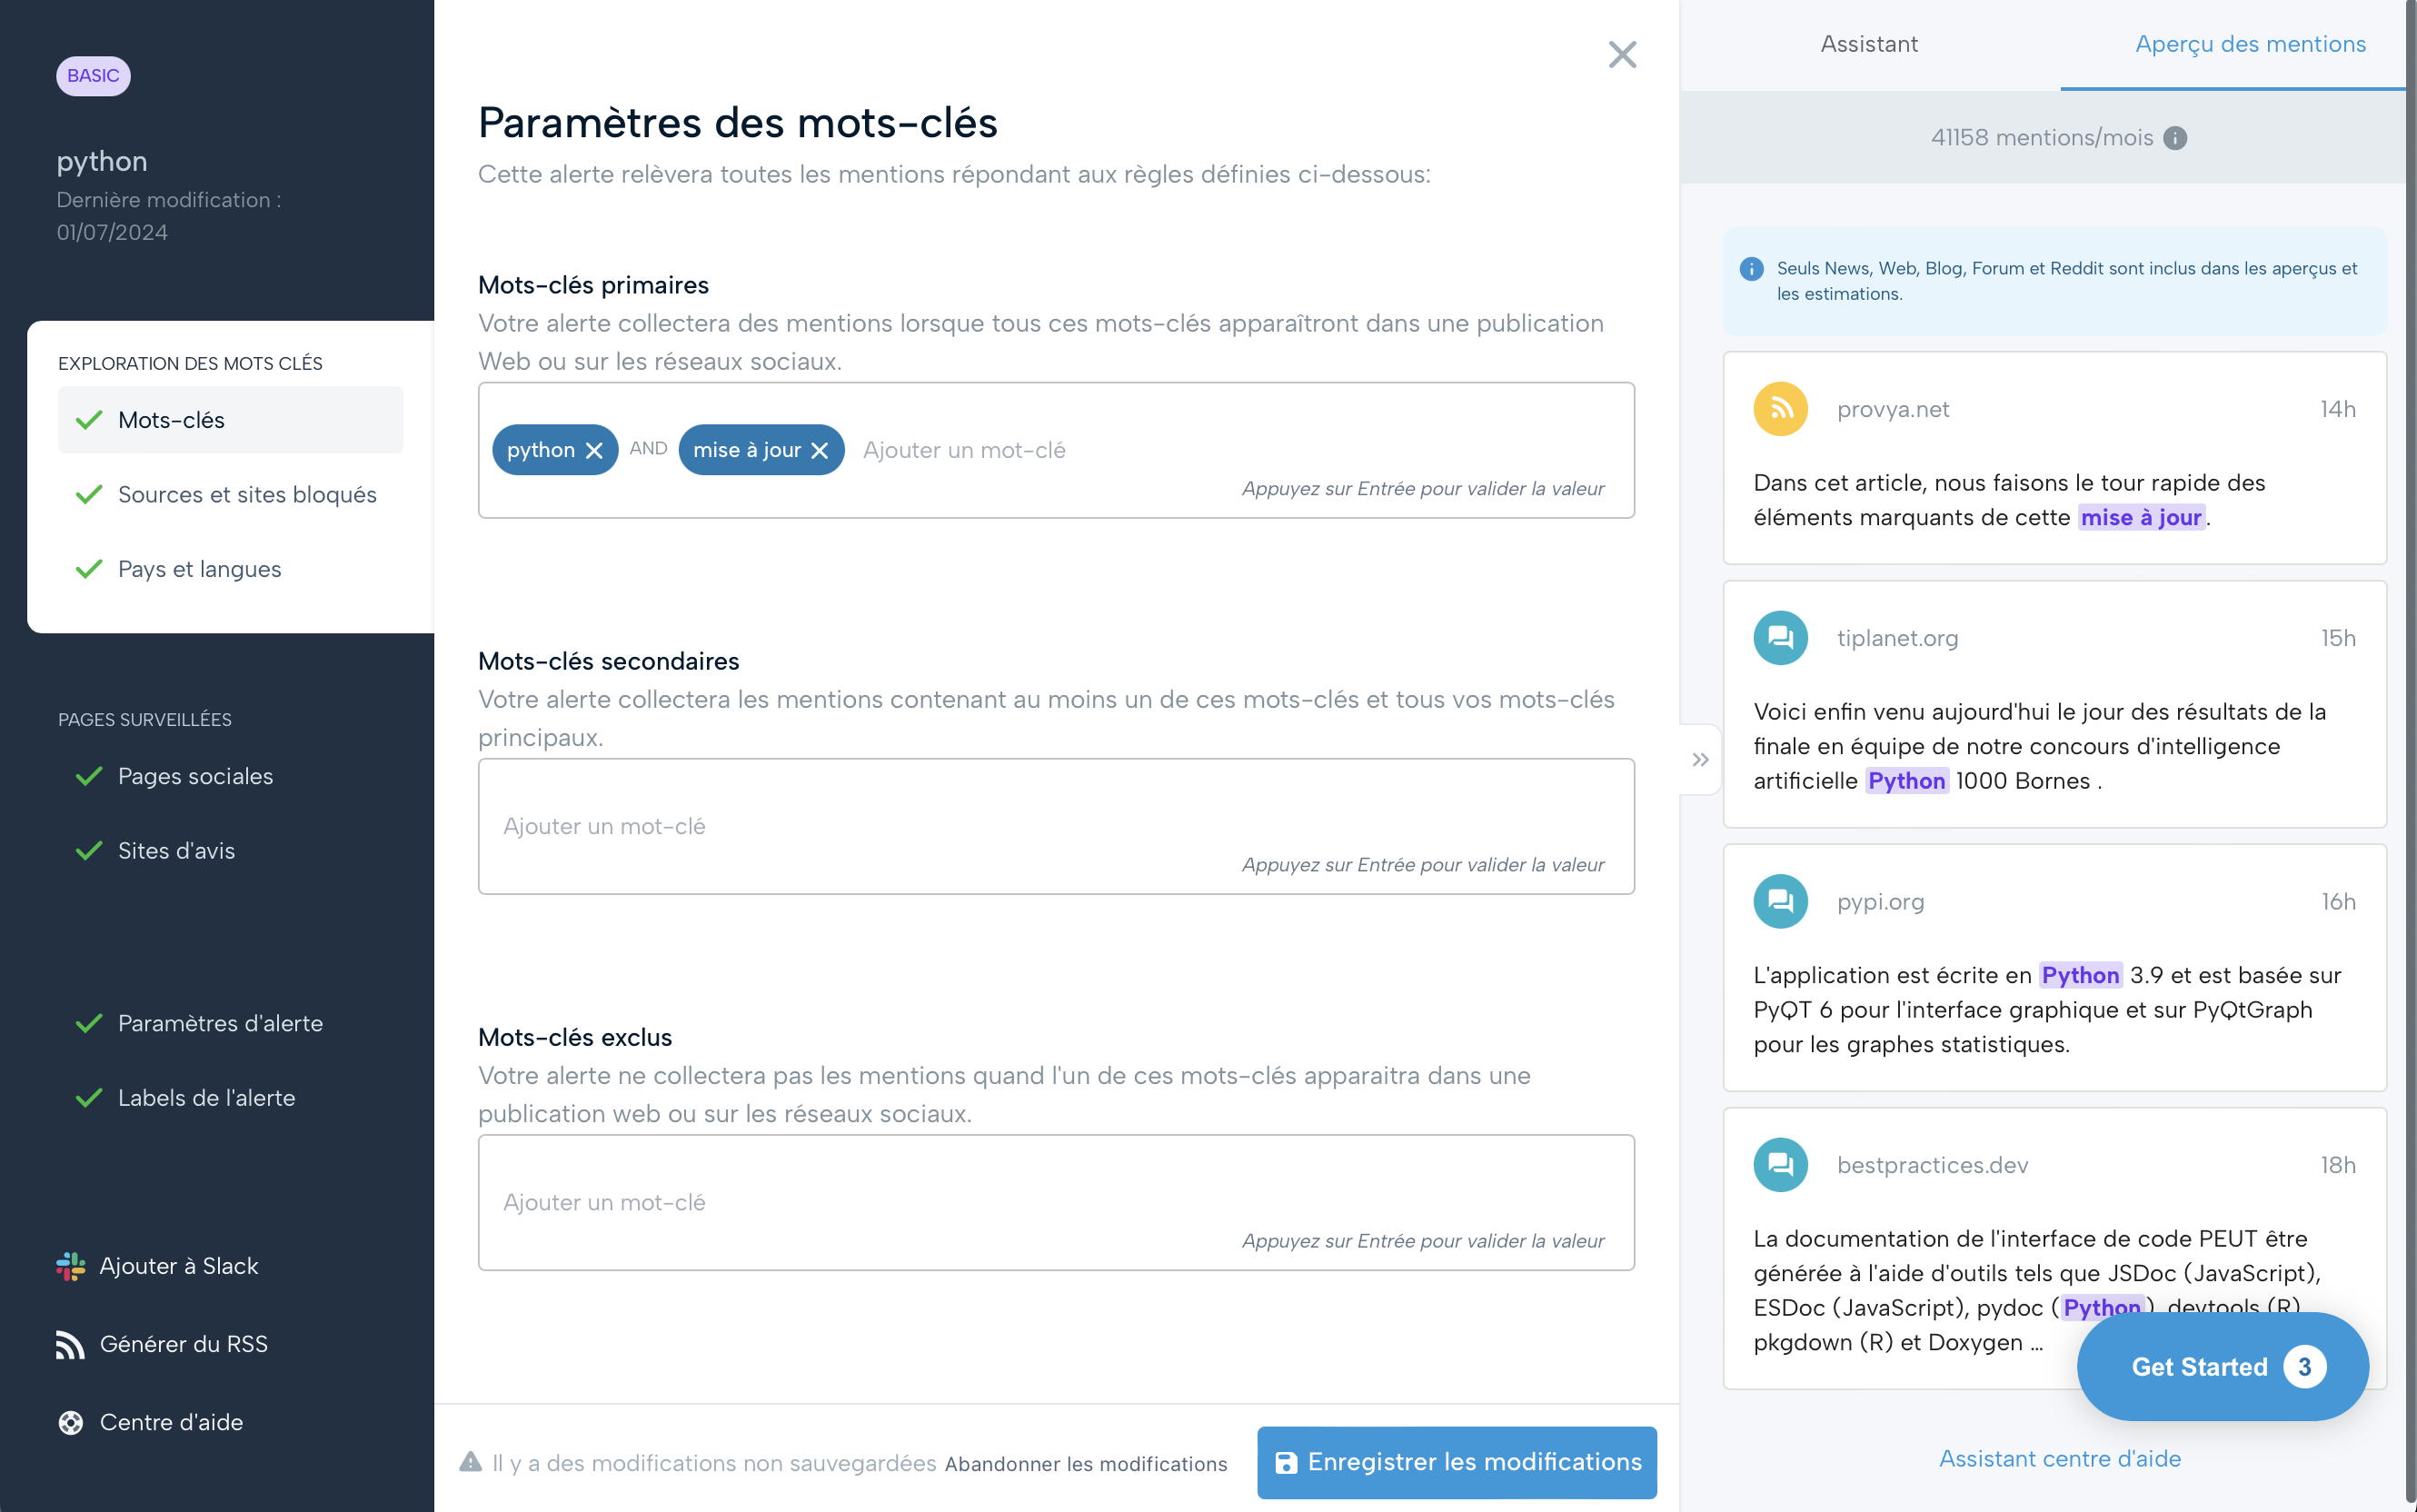 BASIC
python
Dernière modification :
01/07/2024
EXPLORATION DES MOTS CLÉS
Mots-clés
Sources et sites bloqués
Pays et langues
PAGES SURVEILLÉES
Pages sociales
Sites d'avis
Paramètres d'alerte
Labels de l'alerte
Ajouter à Slack
Générer du RSS
Centre d'aide
Paramètres des mots-clés
Cette alerte relèvera toutes les mentions répondant aux règles définies ci-dessous:
Mots-clés primaires
Votre alerte collectera des mentions lorsque tous ces mots-clés apparaîtront dans une publication
Web ou sur les réseaux sociaux.
python AND mise à jour Ajouter un mot-clé
Appuyez sur Entrée pour valider la valeur
Mots-clés secondaires
Votre alerte collectera les mentions contenant au moins un de ces mots-clés et tous vos mots-clés
principaux.
Ajouter un mot-clé
Appuyez sur Entrée pour valider la valeur
Mots-clés exclus
Votre alerte ne collectera pas les mentions quand l'un de ces mots-clés apparaitra dans une
publication web ou sur les réseaux sociaux.
Ajouter un mot-clé
Appuyez sur Entrée pour valider la valeur
Il y a des modifications non sauvegardées Abandonner les modifications
Enregistrer les modifications
Assistant
Aperçu des mentions
41158 mentions/mois
Seuls News, Web, Blog, Forum et Reddit sont inclus dans les aperçus et
les estimations.
provya.net 14h
Dans cet article, nous faisons le tour rapide des
éléments marquants de cette mise à jour.
tiplanet.org 15h
Voici enfin venu aujourd'hui le jour des résultats de la
finale en équipe de notre concours d'intelligence
artificielle Python 1000 Bornes .
pypi.org 16h
L'application est écrite en Python 3.9 et est basée sur
PyQT 6 pour l'interface graphique et sur PyQtGraph
pour les graphes statistiques.
bestpractices.dev 18h
La documentation de l'interface de code PEUT être
générée à l'aide d'outils tels que JSDoc (JavaScript),
ESDoc (JavaScript), pydoc (Python), devtools (R)
pkgdown (R) et Doxygen ...
Get Started 3
Assistant centre d'aide